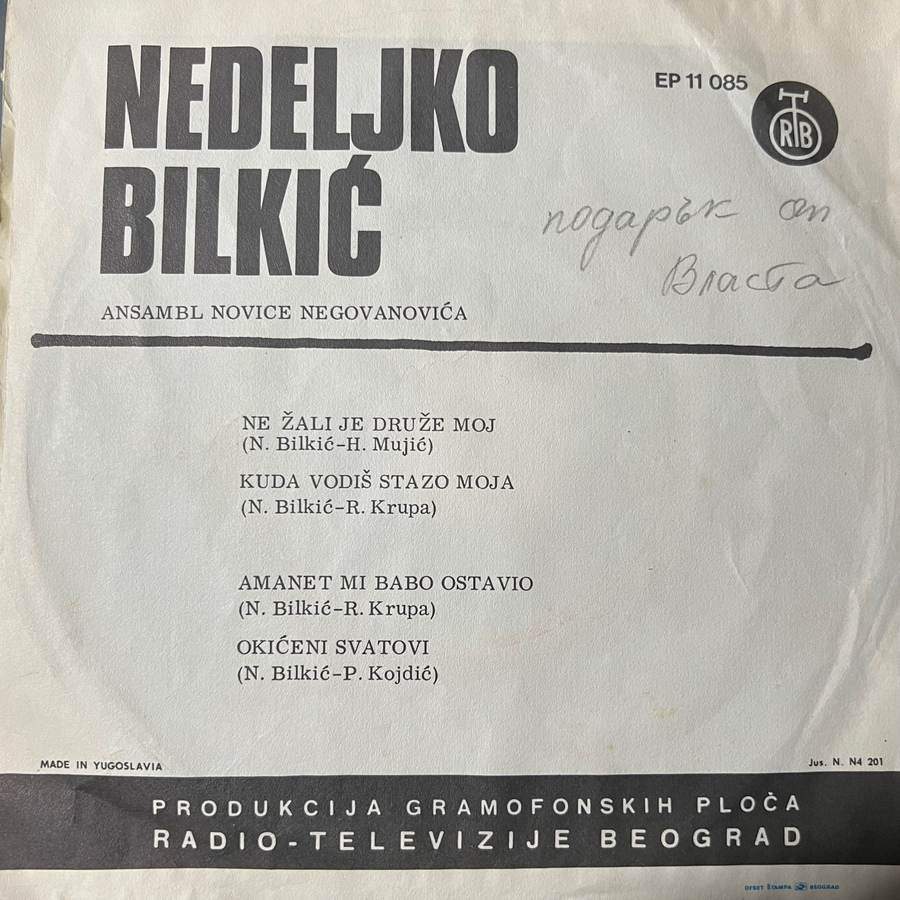 NEDELJKO
BILKIĆ
EP 11 085
RTB
подарък от
Власта
ANSAMBL NOVICE NEGOVANOVIĆA
NE ŽALI JE DRUŽE MOJ
(N. Bilkić-H. Mujić)
KUDA VODIŠ STAZO MOJA
(N. Bilkić-R. Krupa)
AMANET MI BABO OSTAVIO
(N. Bilkić-R. Krupa)
OKIĆENI SVATOVI
(N. Bilkić-P. Kojdić)
MADE IN YUGOSLAVIA
Jus. N. N4 201
PRODUKCIJA GRAMOFONSKIH PLOČA
RADIO-TELEVIZIJE BEOGRAD
OFSET ŠTAMPA BEOGRAD